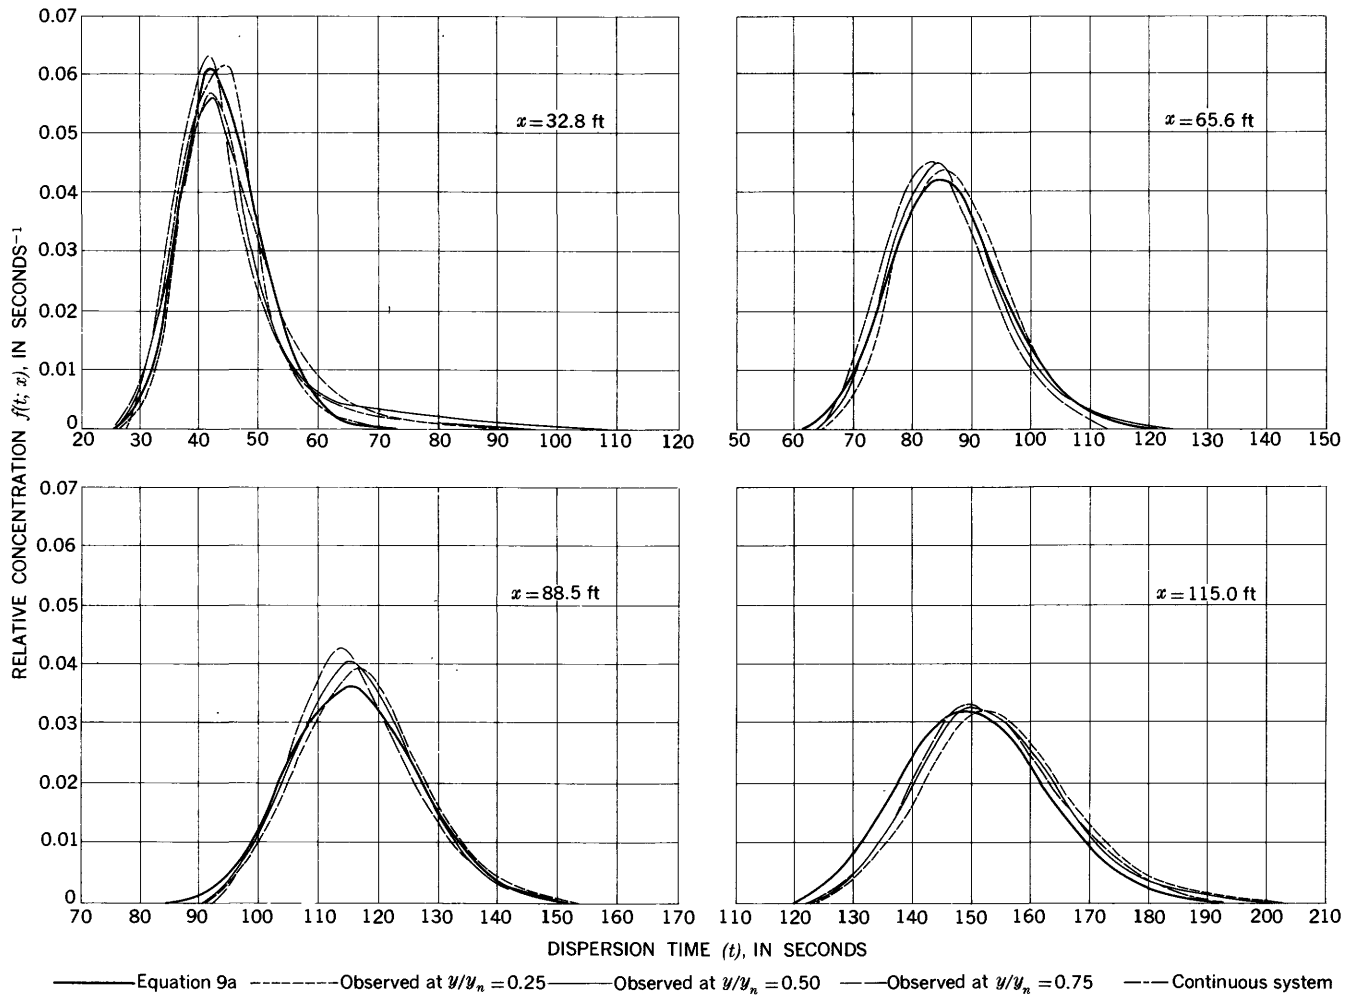 RELATIVE CONCENTRATION f(t; x), IN SECONDS⁻¹
0.07
0.06
0.05
0.04
0.03
0.02
0.01
0
x=32.8 ft
20 30 40 50 60 70 80 90 100 110 120
x=65.6 ft
50 60 70 80 90 100 110 120 130 140 150
0.07
0.06
0.05
0.04
0.03
0.02
0.01
0
x=88.5 ft
70 80 90 100 110 120 130 140 150 160 170
x=115.0 ft
110 120 130 140 150 160 170 180 190 200 210
DISPERSION TIME (t), IN SECONDS
Equation 9a Observed at y/yₙ=0.25 Observed at y/yₙ=0.50 Observed at y/yₙ=0.75 Continuous system